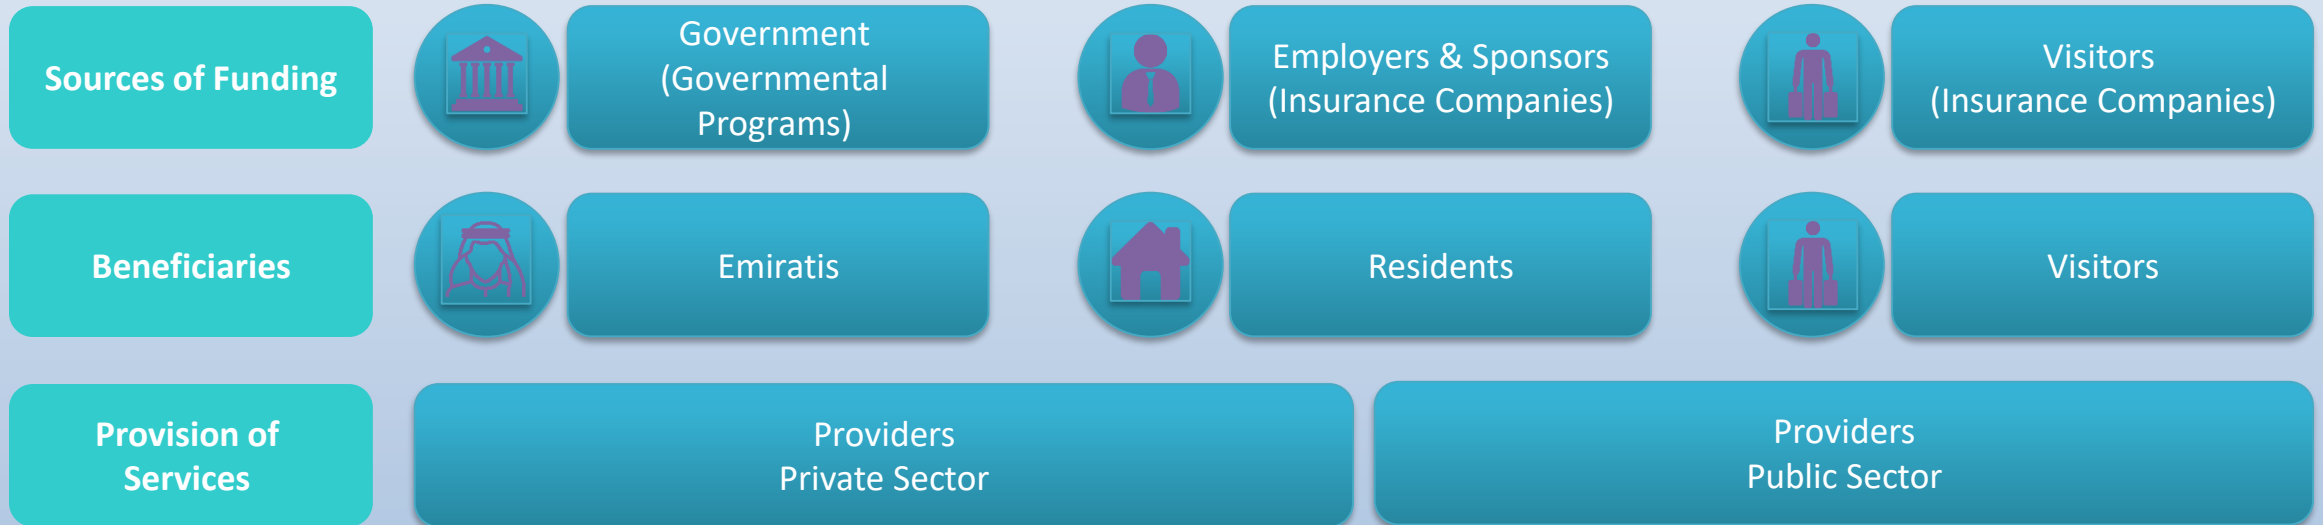 Sources of Funding
Government
(Governmental
Programs)
Employers & Sponsors
(Insurance Companies)
Visitors
(Insurance Companies)
Beneficiaries
Emiratis
Residents
Visitors
Provision of
Services
Providers
Private Sector
Providers
Public Sector